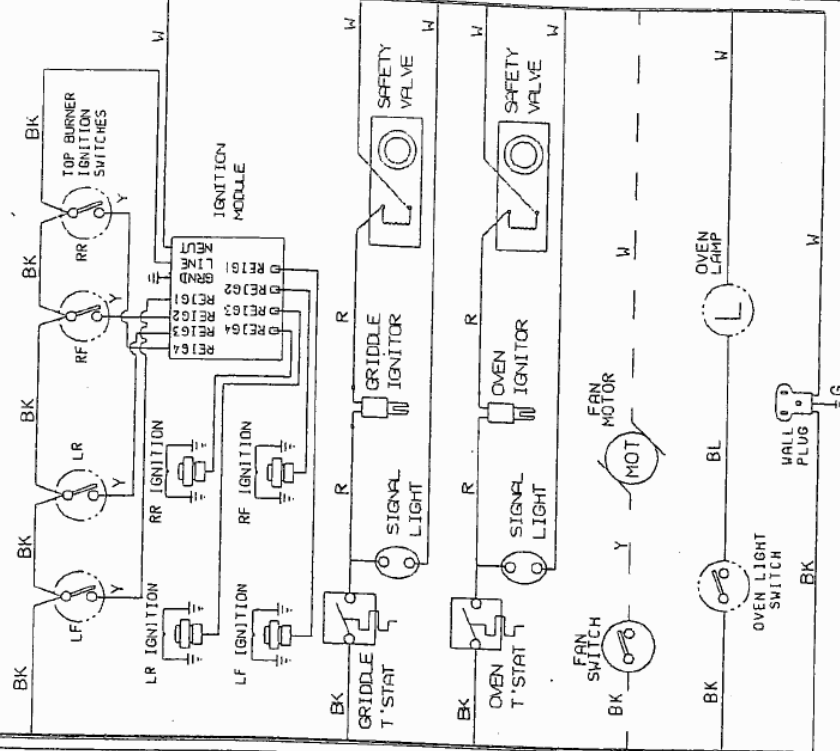 BK
BK
BK
BK
BK
TOP BURNER
IGNITION
SWITCHES
RR
Y
RF
Y
LR
Y
LF
Y
W
IGNITION
MODULE
NEUT
LINE
GRND
REIG1
REIG2
REIG3
REIG4
REIG1
REIG2
REIG3
REIG4
RR IGNITION
RF IGNITION
LR IGNITION
LF IGNITION
W
SAFETY
VALVE
R
GRIDDLE
IGNITOR
R
SIGNAL
LIGHT
BK
GRIDDLE
T'STAT
W
W
SAFETY
VALVE
R
OVEN
IGNITOR
R
SIGNAL
LIGHT
BK
OVEN
T'STAT
W
W
FAN
MOTOR
MOT
Y
FAN
SWITCH
BK
W
OVEN
LAMP
L
BL
OVEN LIGHT
SWITCH
BK
W
WALL
PLUG
G
BK